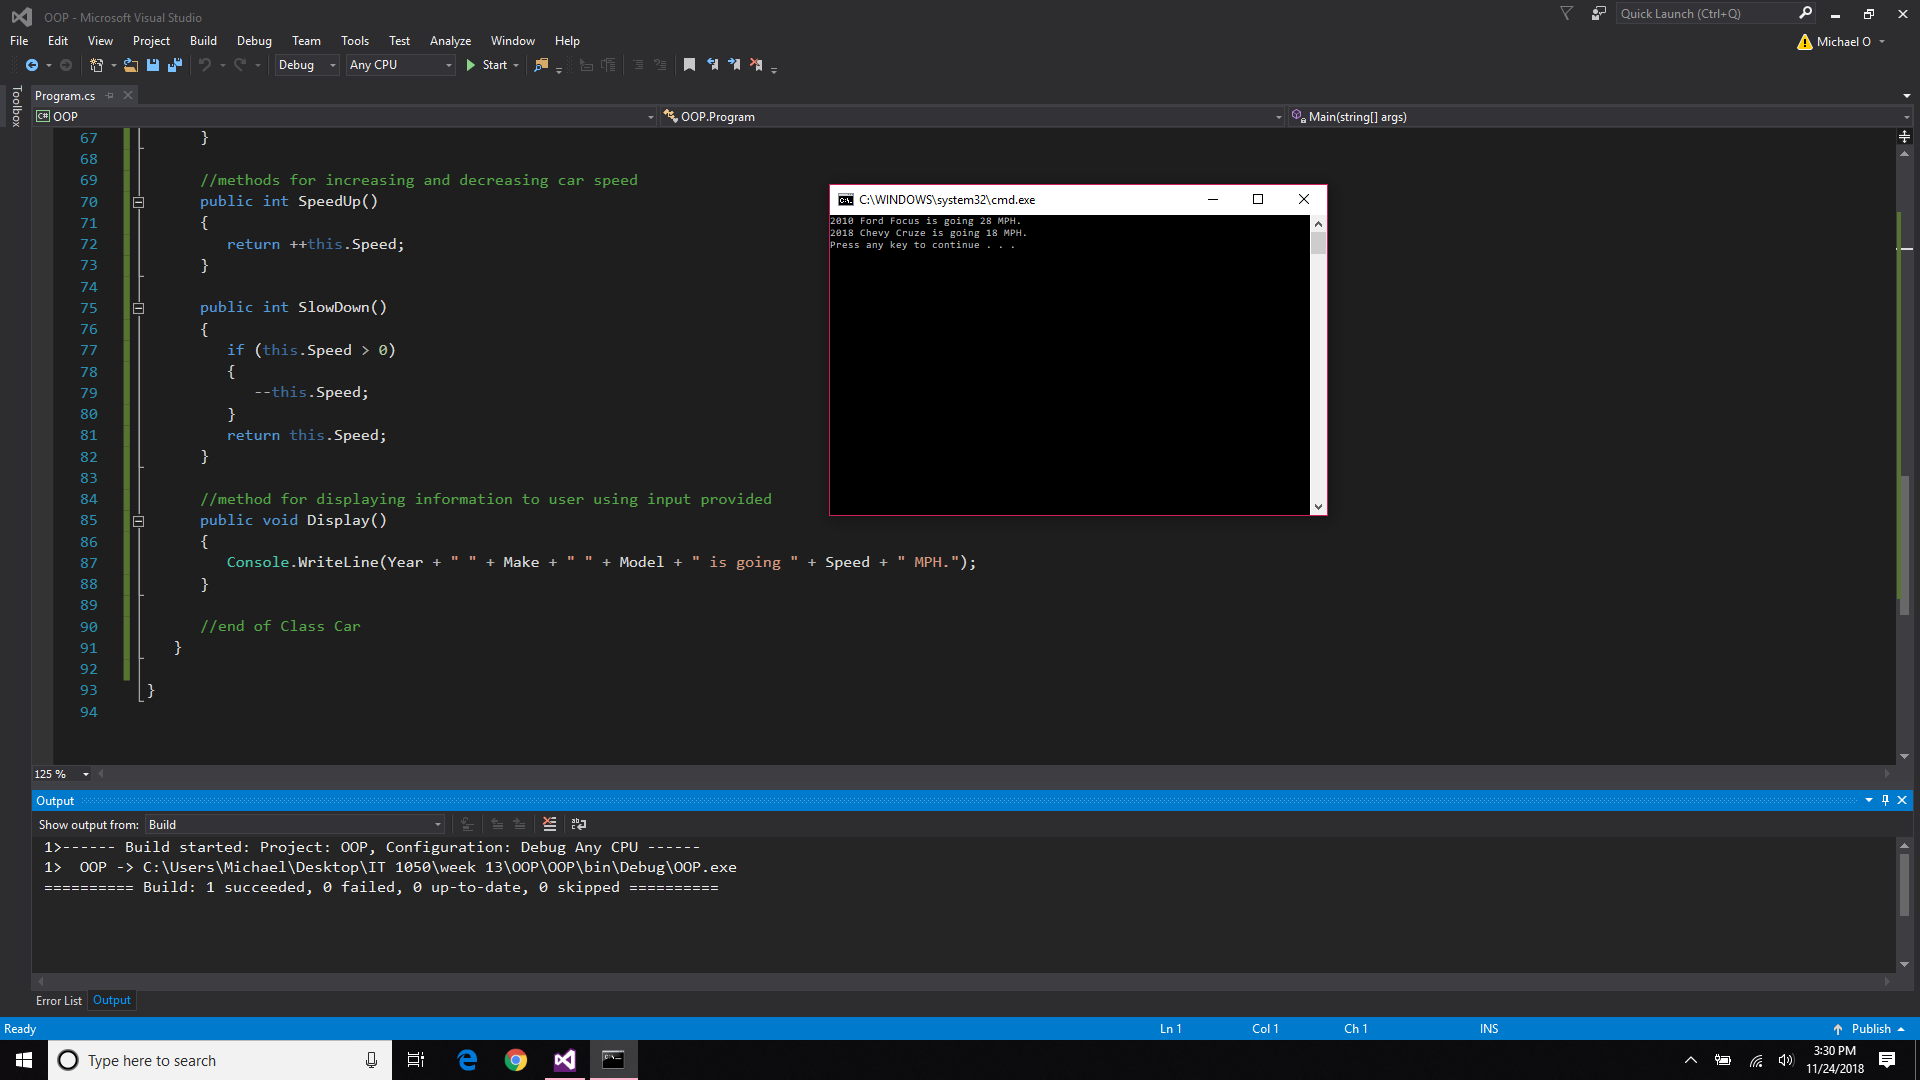 OOP - Microsoft Visual Studio
Quick Launch (Ctrl+Q)
File Edit View Project Build Debug Team Tools Test Analyze Window Help
Michael O
Debug Any CPU Start
Toolbox
Program.cs
C# OOP OOP.Program Main(string[] args)
67 }
68
69 //methods for increasing and decreasing car speed
70 public int SpeedUp()
71 {
72 return ++this.Speed;
73 }
74
75 public int SlowDown()
76 {
77 if (this.Speed > 0)
78 {
79 --this.Speed;
80 }
81 return this.Speed;
82 }
83
84 //method for displaying information to user using input provided
85 public void Display()
86 {
87 Console.WriteLine(Year + " " + Make + " " + Model + " is going " + Speed + " MPH.");
88 }
89
90 //end of Class Car
91 }
92
93 }
94
C:\WINDOWS\system32\cmd.exe
2010 Ford Focus is going 28 MPH.
2018 Chevy Cruze is going 18 MPH.
Press any key to continue . . .
125 %
Output
Show output from: Build
1>------ Build started: Project: OOP, Configuration: Debug Any CPU ------
1>  OOP -> C:\Users\Michael\Desktop\IT 1050\week 13\OOP\OOP\bin\Debug\OOP.exe
========== Build: 1 succeeded, 0 failed, 0 up-to-date, 0 skipped ==========
Error List Output
Ready Ln 1 Col 1 Ch 1 INS Publish
Type here to search
3:30 PM
11/24/2018